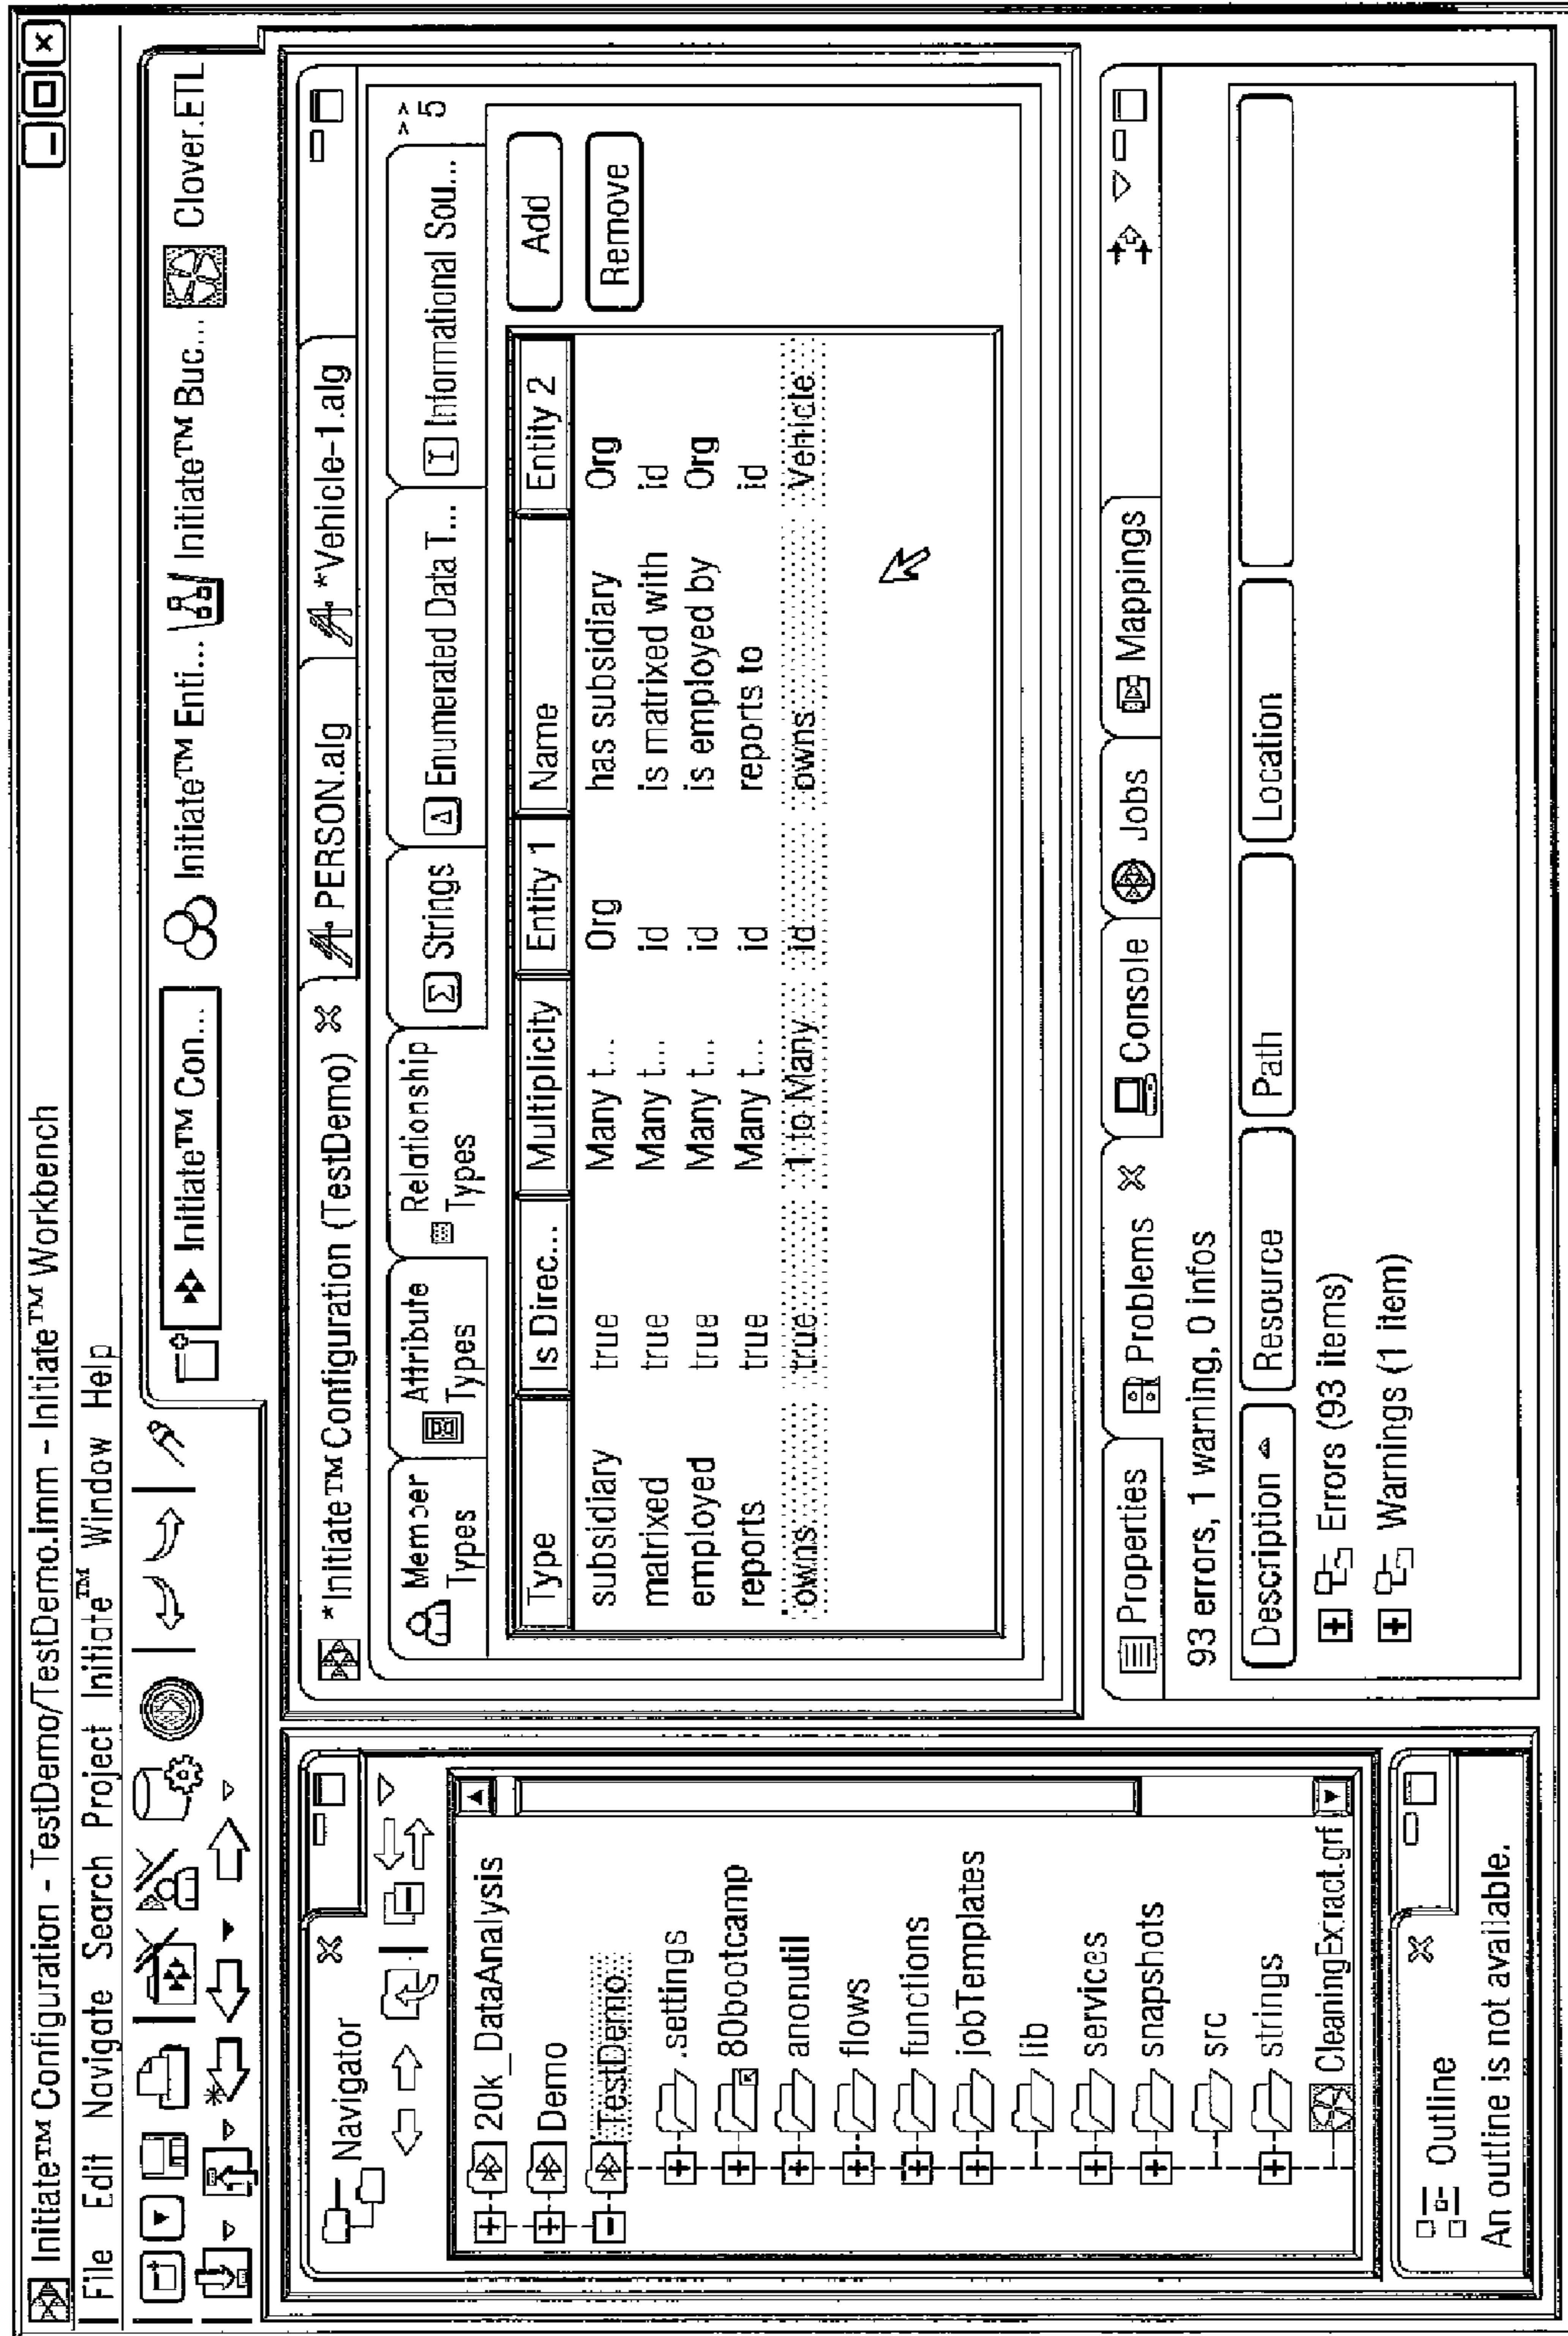 Initiate™ Configuration - TestDemo/TestDemo.imm - Initiate™ Workbench
File Edit Navigate Search Project Initiate™ Window Help
Initiate™ Con... Initiate™ Enti... Initiate™ Buc... Clover.ETL
Navigator
20k_DataAnalysis
Demo
TestDemo
.settings
80bootcamp
anonutil
flows
functions
jobTemplates
lib
services
snapshots
src
strings
CleaningExtract.grf
Outline
An outline is not available.
*Initiate™ Configuration (TestDemo) PERSON.alg *Vehicle-1.alg
Member Types Attribute Types Relationship Types Σ Strings Δ Enumerated Data T... I Informational Sou... >> 5
Type Is Direc... Multiplicity Entity 1 Name Entity 2
subsidiary true Many t... Org has subsidiary Org
matrixed true Many t... id is matrixed with id
employed true Many t... id is employed by Org
reports true Many t... id reports to id
owns true 1 to Many id owns Vehicle
Add
Remove
Properties Problems Console Jobs Mappings
93 errors, 1 warning, 0 infos
Description Resource Path Location
Errors (93 items)
Warnings (1 item)